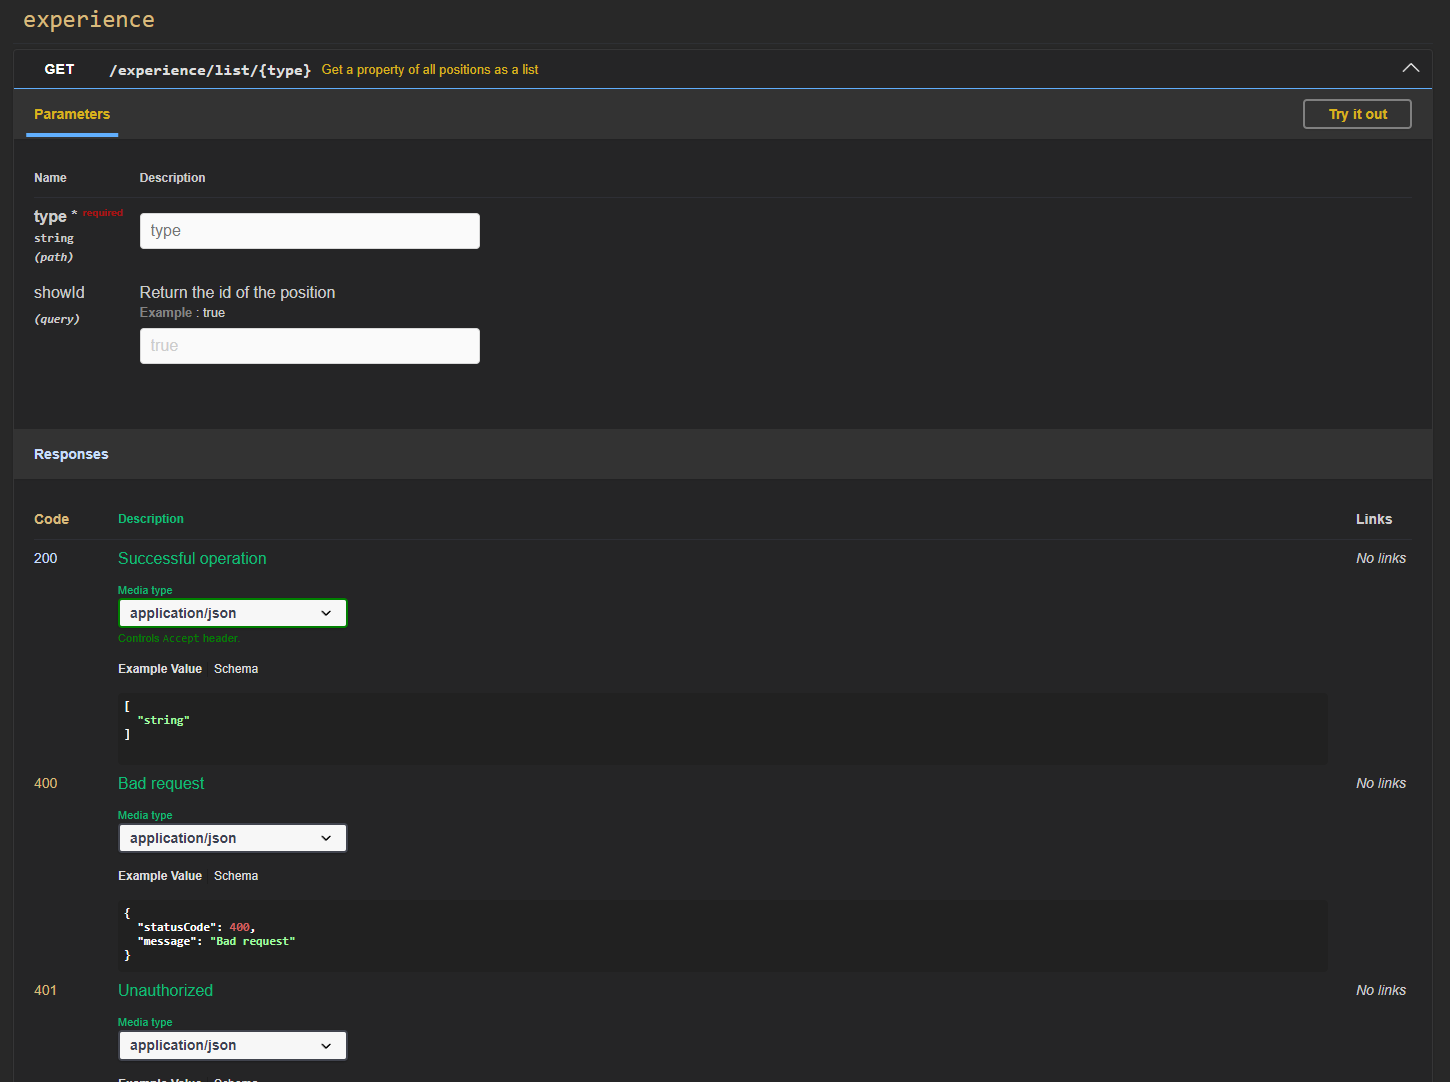 experience
GET /experience/list/{type} Get a property of all positions as a list
Parameters Try it out
Name Description
type * required
type
string
(path)
showId Return the id of the position
(query) Example : true
true
Responses
Code Description Links
200 Successful operation No links
Media type
application/json
Controls Accept header.
Example Value Schema
[
"string"
]
400 Bad request No links
Media type
application/json
Example Value Schema
{
"statusCode": 400,
"message": "Bad request"
}
401 Unauthorized No links
Media type
application/json
Example Value Schema